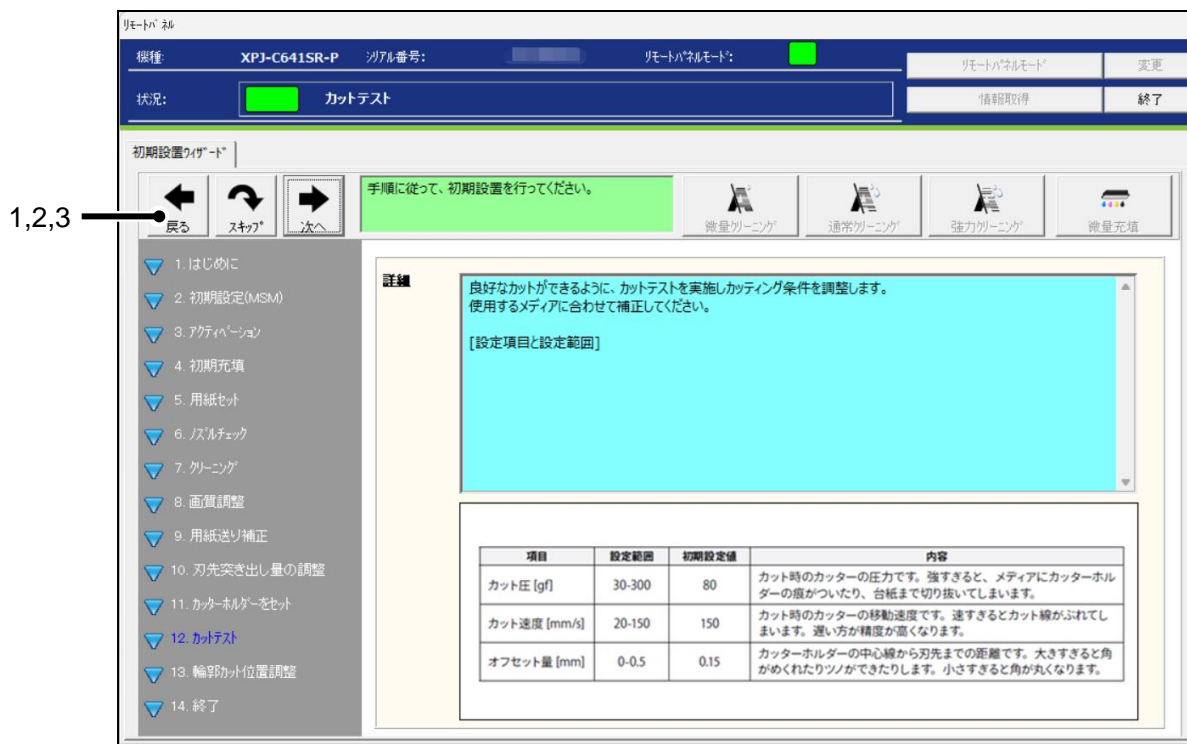 リモートパネル
機種: XPJ-C641SR-P シリアル番号: リモートパネルモード:
リモートパネルモード 変更
状況: カットテスト
情報取得 終了
初期設置ウィザード
戻る スキップ 次へ
手順に従って、初期設置を行ってください。
微量クリーニング 通常クリーニング 強力クリーニング 微量充填
1,2,3
1. はじめに
2. 初期設定(MSM)
3. アクティベーション
4. 初期充填
5. 用紙セット
6. ノズルチェック
7. クリーニング
8. 画質調整
9. 用紙送り補正
10. 刃先突き出し量の調整
11. カッターホルダーをセット
12. カットテスト
13. 輪郭カット位置調整
14. 終了
詳細
良好なカットができるように、カットテストを実施しカッティング条件を調整します。
使用するメディアに合わせて補正してください。
[設定項目と設定範囲]
項目 設定範囲 初期設定値 内容
カット圧 [gf] 30-300 80 カット時のカッターの圧力です。強すぎると、メディアにカッターホル
ダーの痕がついたり、台紙まで切り抜いてしまいます。
カット速度 [mm/s] 20-150 150 カット時のカッターの移動速度です。速すぎるとカット線がぶれてし
まいます。遅い方が精度が高くなります。
オフセット量 [mm] 0-0.5 0.15 カッターホルダーの中心線から刃先までの距離です。大きすぎると角
がめくれたりツノができたりします。小さすぎると角が丸くなります。